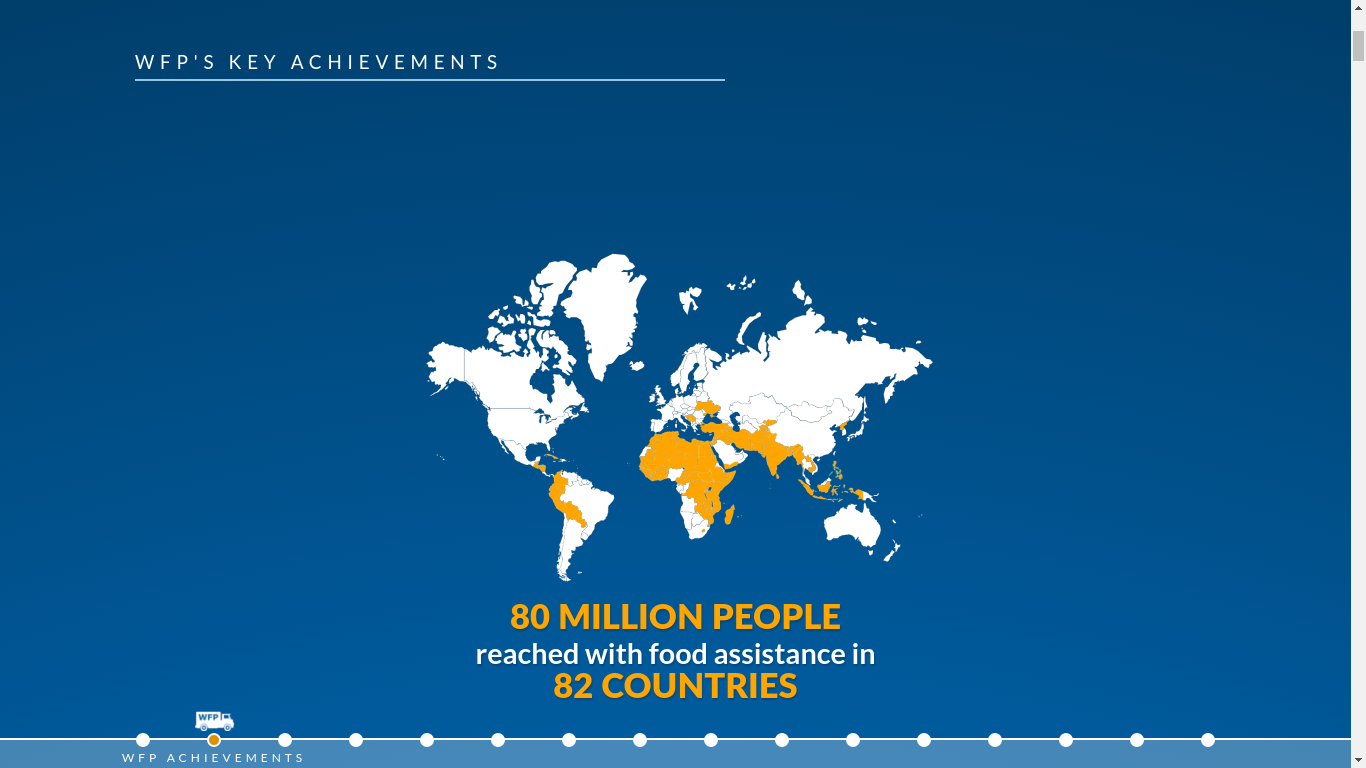 WFP'S KEY ACHIEVEMENTS
80 MILLION PEOPLE
reached with food assistance in
82 COUNTRIES
WFP
WFP ACHIEVEMENTS